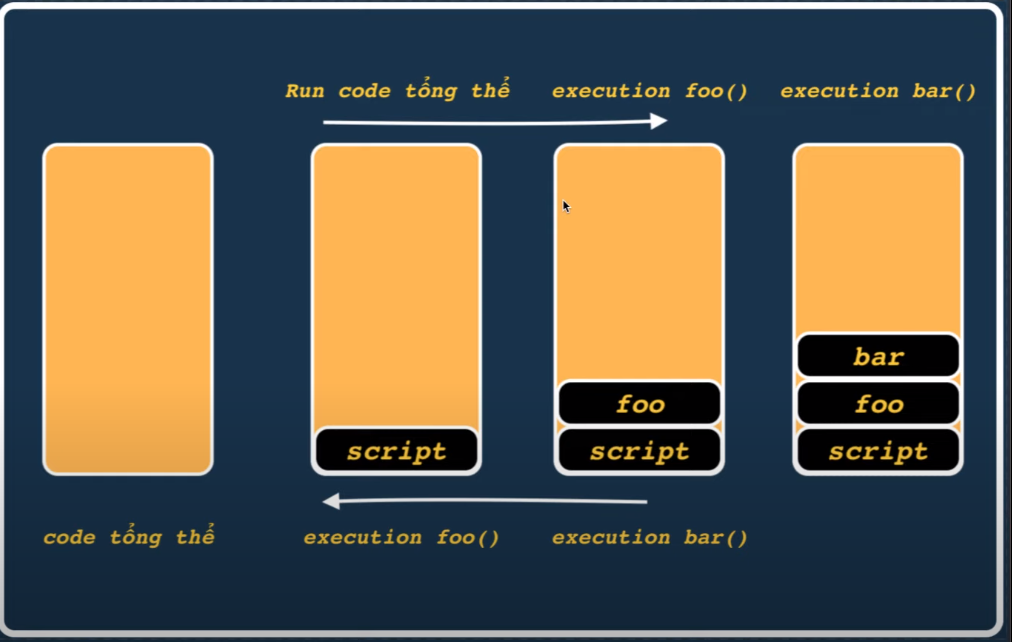 Run code tổng thể execution foo() execution bar()
bar
foo foo
script script script
code tổng thể execution foo() execution bar()